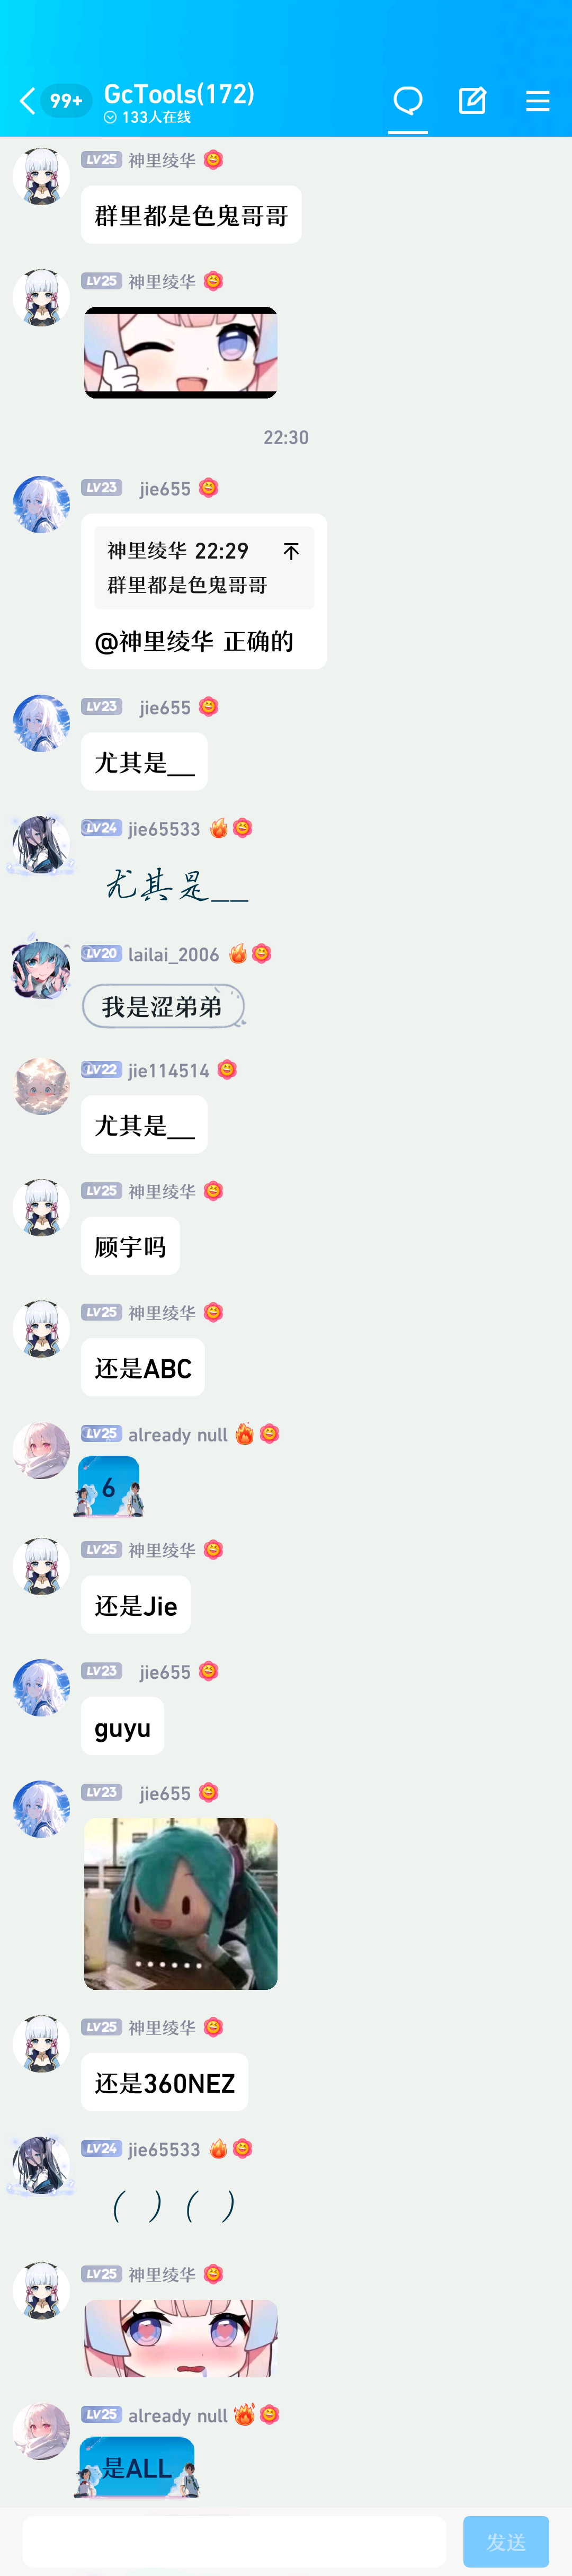 99+
GcTools(172)
133人在线
LV25 神里绫华
群里都是色鬼哥哥
LV25 神里绫华
22:30
LV23 jie655
神里绫华 22:29
群里都是色鬼哥哥
@神里绫华 正确的
LV23 jie655
尤其是__
LV24 jie65533
尤其是__
LV20 lailai_2006
我是涩弟弟
LV22 jie114514
尤其是__
LV25 神里绫华
顾宇吗
LV25 神里绫华
还是ABC
LV25 already null
6
LV25 神里绫华
还是Jie
LV23 jie655
guyu
LV23 jie655
......
LV25 神里绫华
还是360NEZ
LV24 jie65533
（ ）（ ）
LV25 神里绫华
LV25 already null
是ALL
发送